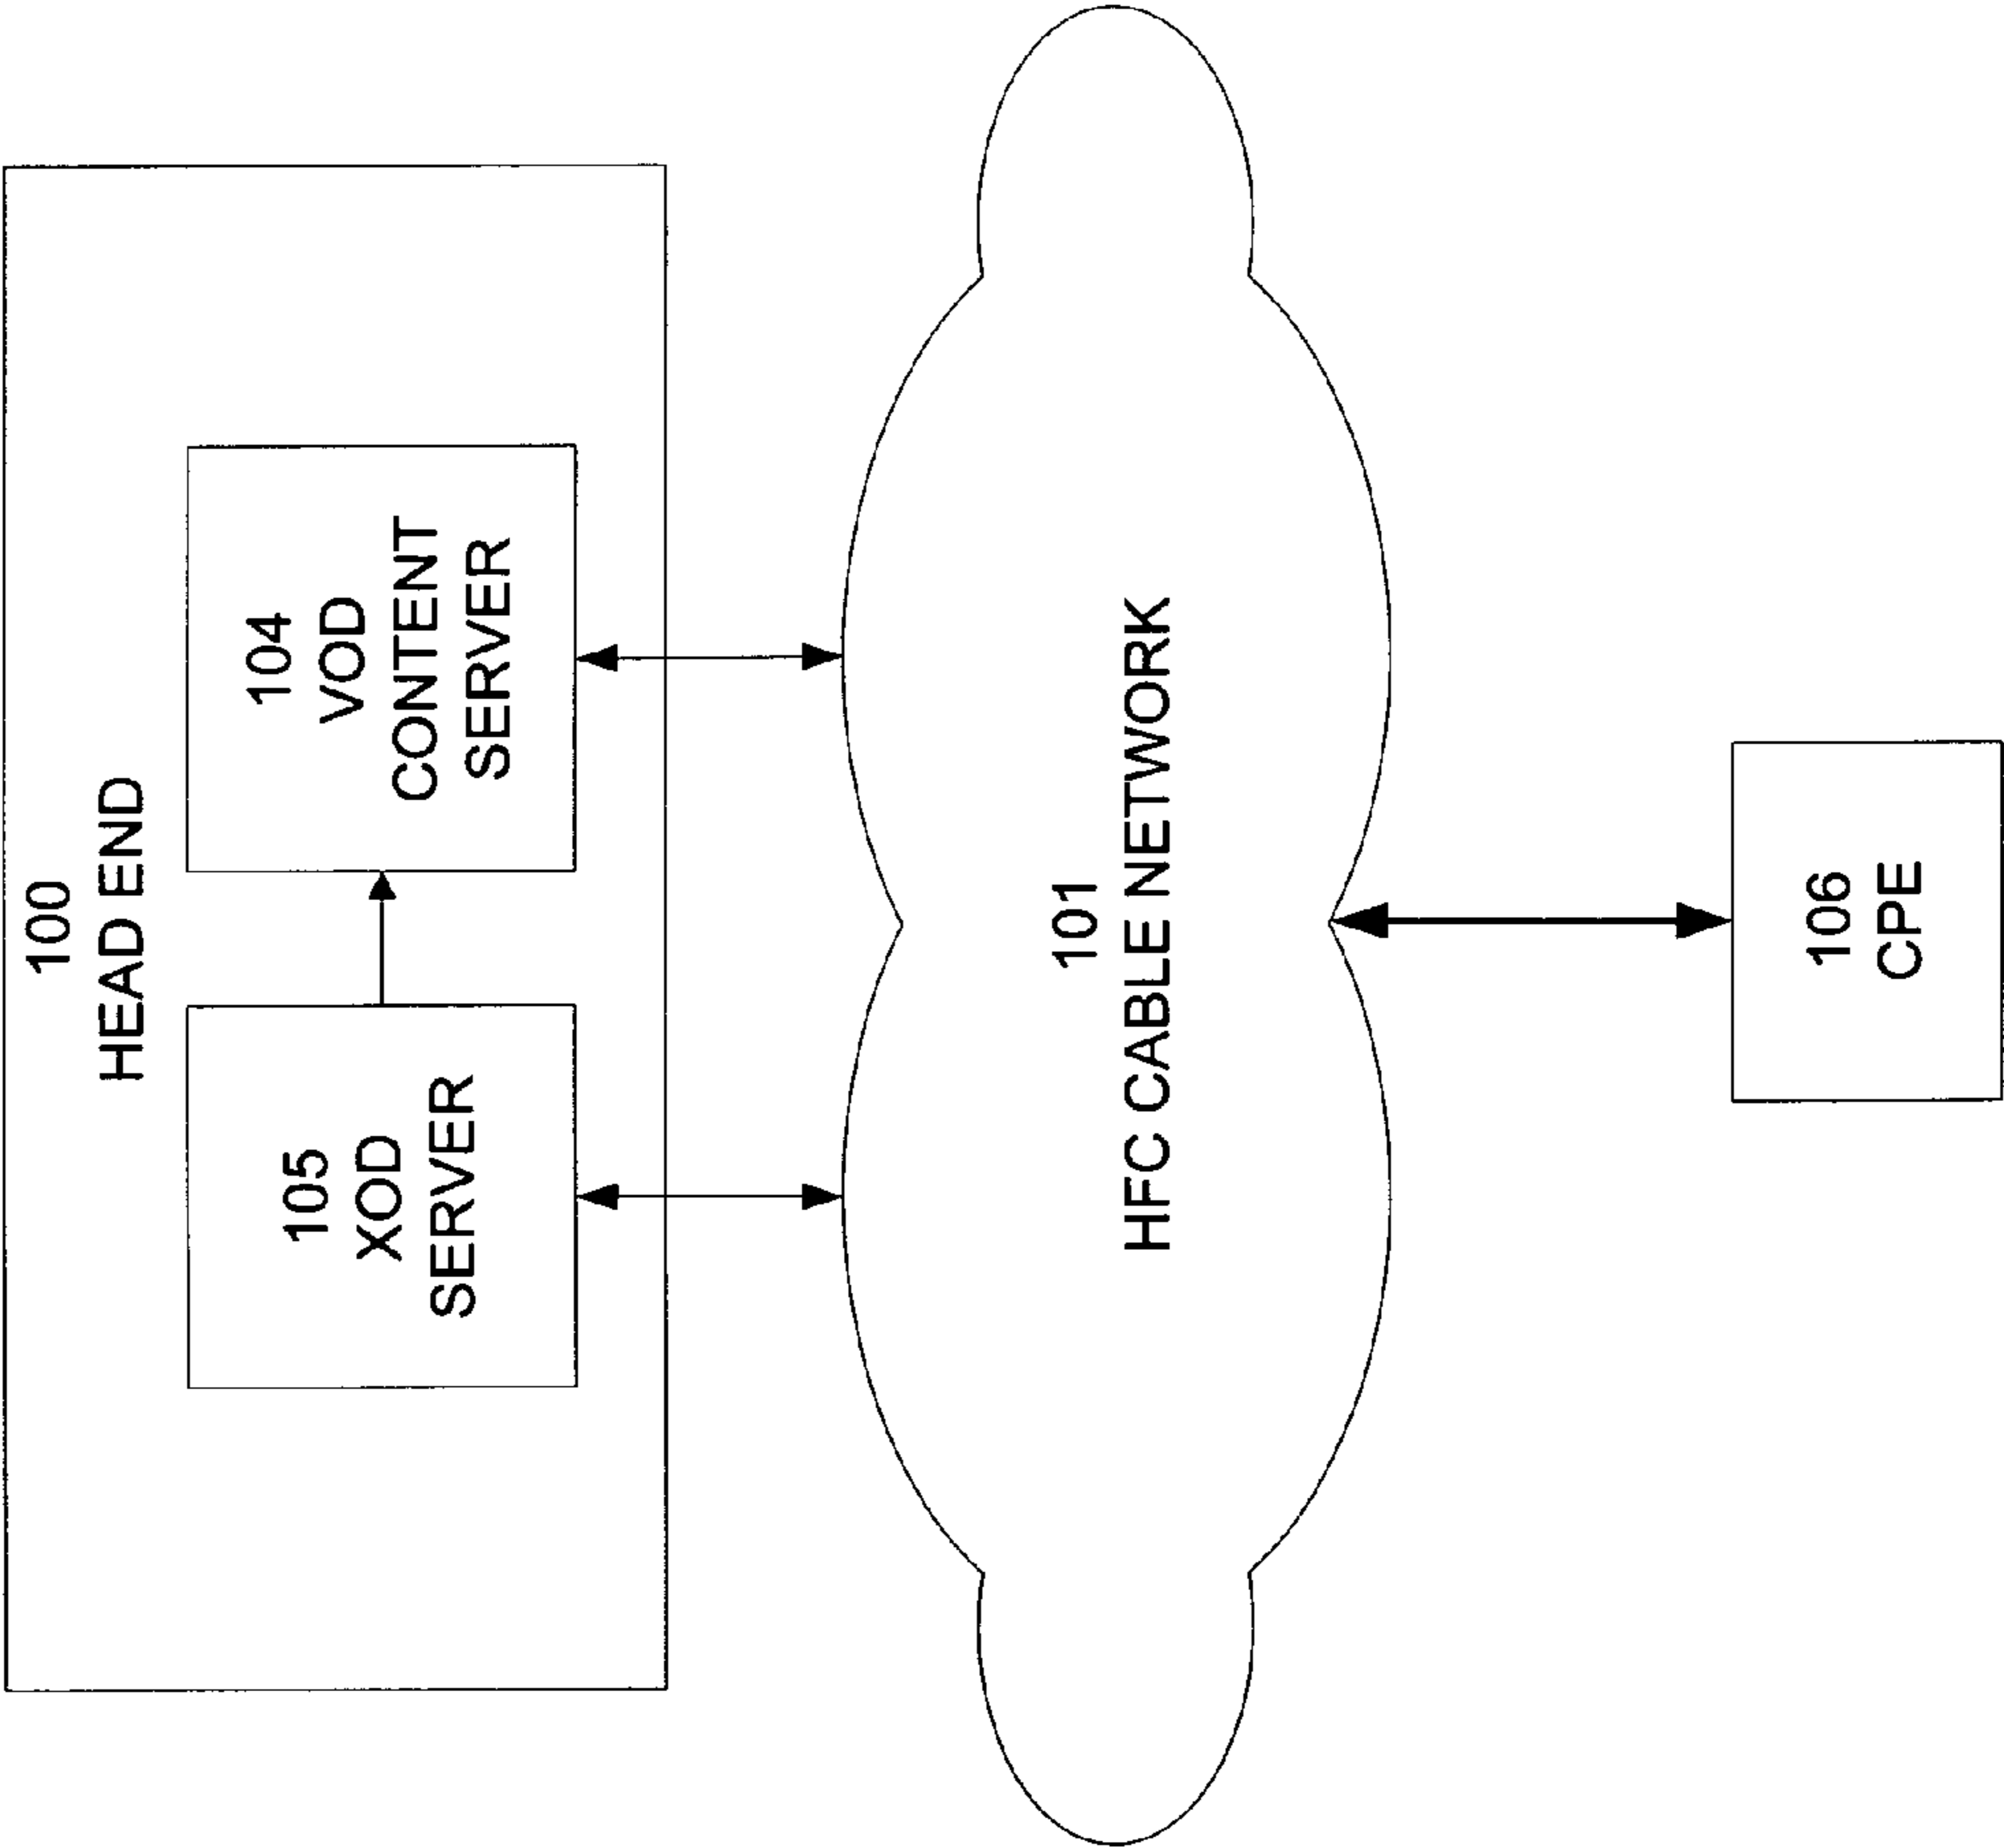 100
HEAD END
105
XOD
SERVER
104
VOD
CONTENT
SERVER
101
HFC CABLE NETWORK
106
CPE